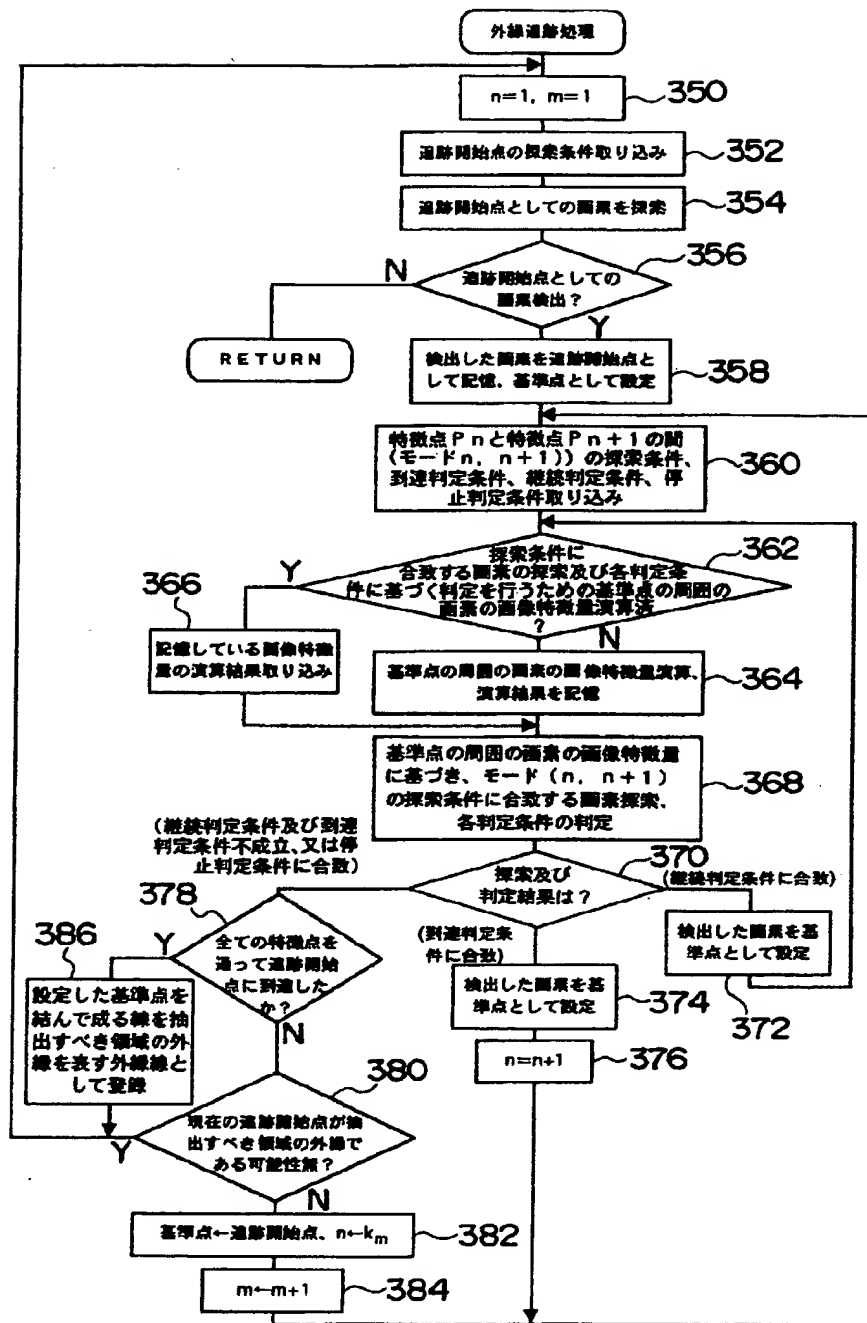 外縁追跡処理
n=1, m=1
350
追跡開始点の探索条件取り込み
352
追跡開始点としての画素を探索
354
追跡開始点としての
画素検出?
356
N
Y
RETURN
検出した画素を追跡開始点と
して記憶、基準点として設定
358
特徴点Pnと特徴点Pn+1の間
(モードn, n+1))の探索条件、
到達判定条件、継続判定条件、停
止判定条件取り込み
360
探索条件に
合致する画素の探索及び各判定条
件に基づく判定を行うための基準点の周囲の
画素の画像特徴量演算済
?
362
Y
N
366
記憶している画像特徴
量の演算結果取り込み
基準点の周囲の画素の画像特徴量演算、
演算結果を記憶
364
基準点の周囲の画素の画像特徴量
に基づき、モード(n, n+1)
の探索条件に合致する画素探索、
各判定条件の判定
368
(継続判定条件及び到達
判定条件不成立、又は停
止判定条件に合致)
探索及び
判定結果は?
370
(継続判定条件に合致)
検出した画素を基
準点として設定
372
(到達判定条
件に合致)
検出した画素を基
準点として設定
374
n=n+1
376
378
全ての特徴点を
通って追跡開始
点に到達した
か?
Y
N
386
設定した基準点を
結んで成る線を抽
出すべき領域の外
縁を表す外縁線と
して登録
380
現在の追跡開始点が抽
出すべき領域の外縁で
ある可能性無?
Y
N
基準点←追跡開始点、n←km
382
m←m+1
384